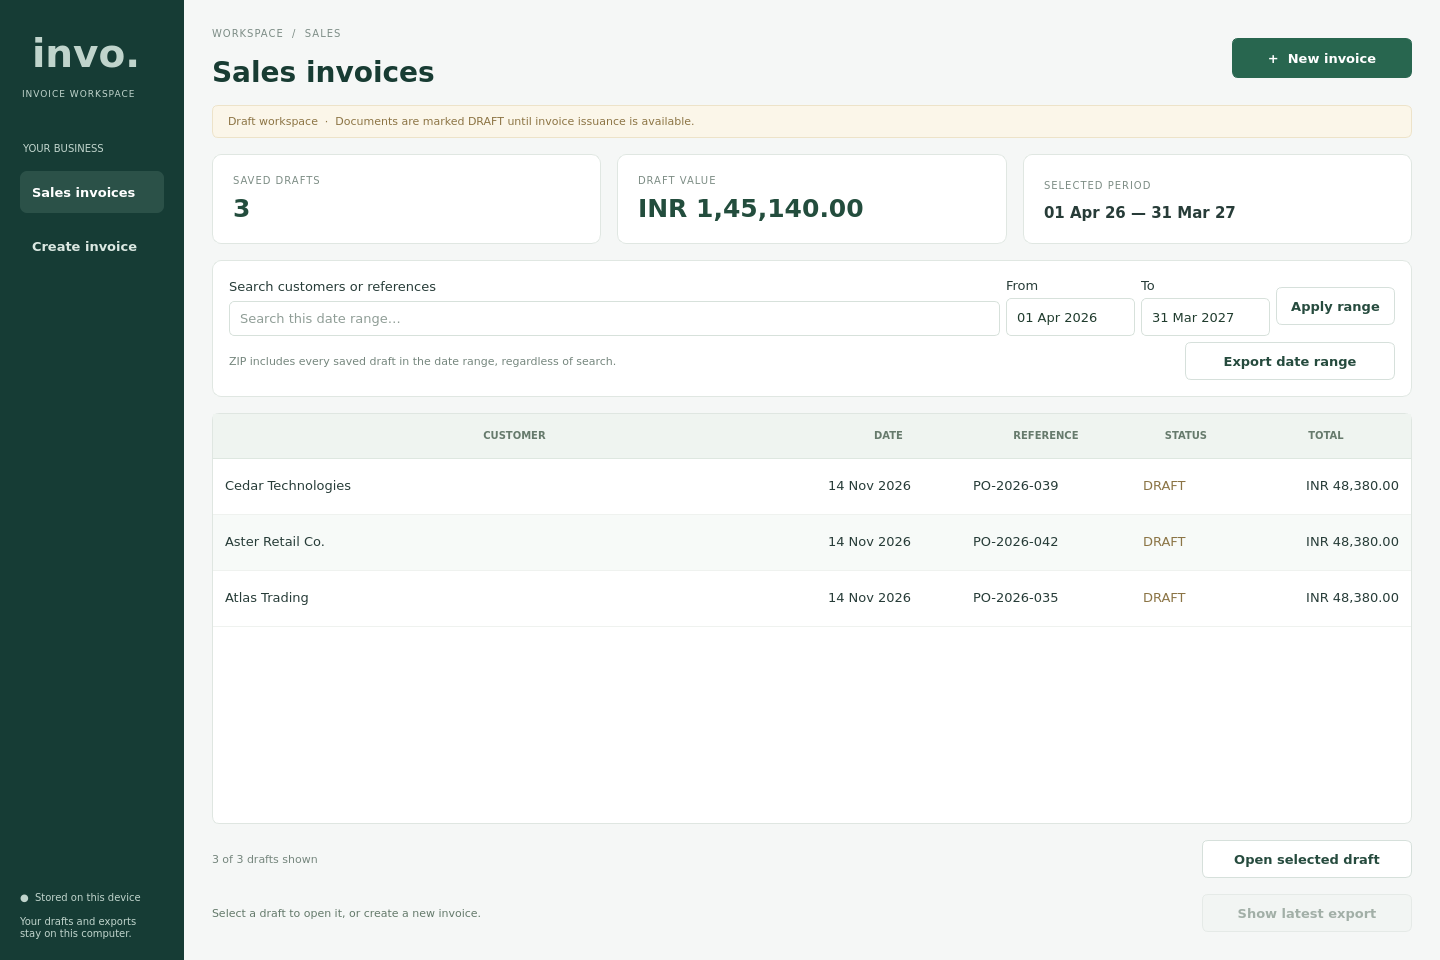 invo.
INVOICE WORKSPACE
YOUR BUSINESS
Sales invoices
Create invoice
● Stored on this device
Your drafts and exports
stay on this computer.
WORKSPACE / SALES
Sales invoices
+ New invoice
Draft workspace · Documents are marked DRAFT until invoice issuance is available.
SAVED DRAFTS
3
DRAFT VALUE
INR 1,45,140.00
SELECTED PERIOD
01 Apr 26 — 31 Mar 27
Search customers or references
From
To
Search this date range...
01 Apr 2026
31 Mar 2027
Apply range
ZIP includes every saved draft in the date range, regardless of search.
Export date range
CUSTOMER DATE REFERENCE STATUS TOTAL
Cedar Technologies 14 Nov 2026 PO-2026-039 DRAFT INR 48,380.00
Aster Retail Co. 14 Nov 2026 PO-2026-042 DRAFT INR 48,380.00
Atlas Trading 14 Nov 2026 PO-2026-035 DRAFT INR 48,380.00
3 of 3 drafts shown
Open selected draft
Select a draft to open it, or create a new invoice.
Show latest export